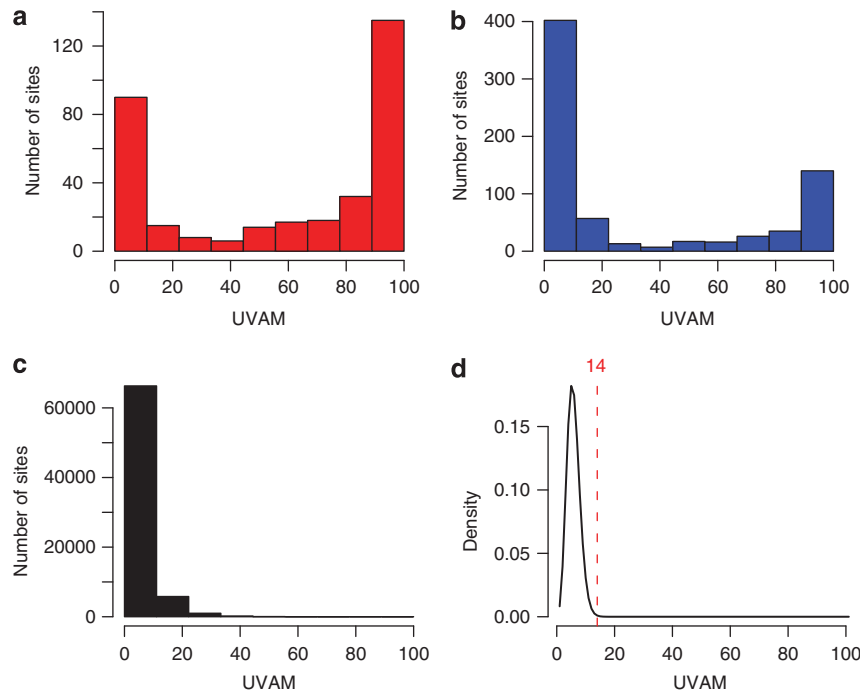 a
Number of sites
0
40
80
120
0 20 40 60 80 100
UVAM
b
Number of sites
0
100
200
300
400
0 20 40 60 80 100
UVAM
c
Number of sites
0
20000
40000
60000
0 20 40 60 80 100
UVAM
d
14
Density
0.00
0.05
0.10
0.15
0 20 40 60 80 100
UVAM